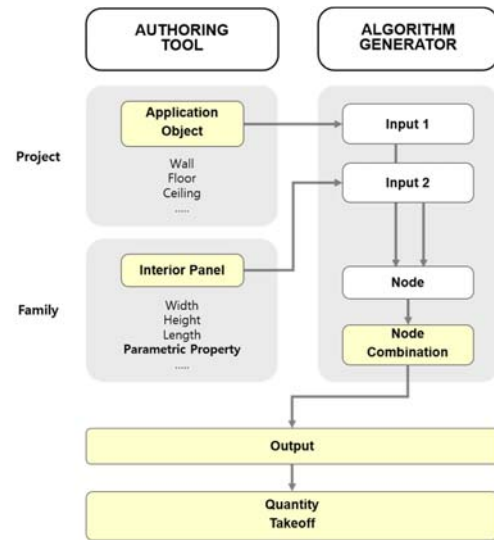 AUTHORING
TOOL
ALGORITHM
GENERATOR
Project
Application
Object
Wall
Floor
Ceiling
.....
Input 1
Input 2
Family
Interior Panel
Width
Height
Length
Parametric Property
.....
Node
Node
Combination
Output
Quantity
Takeoff